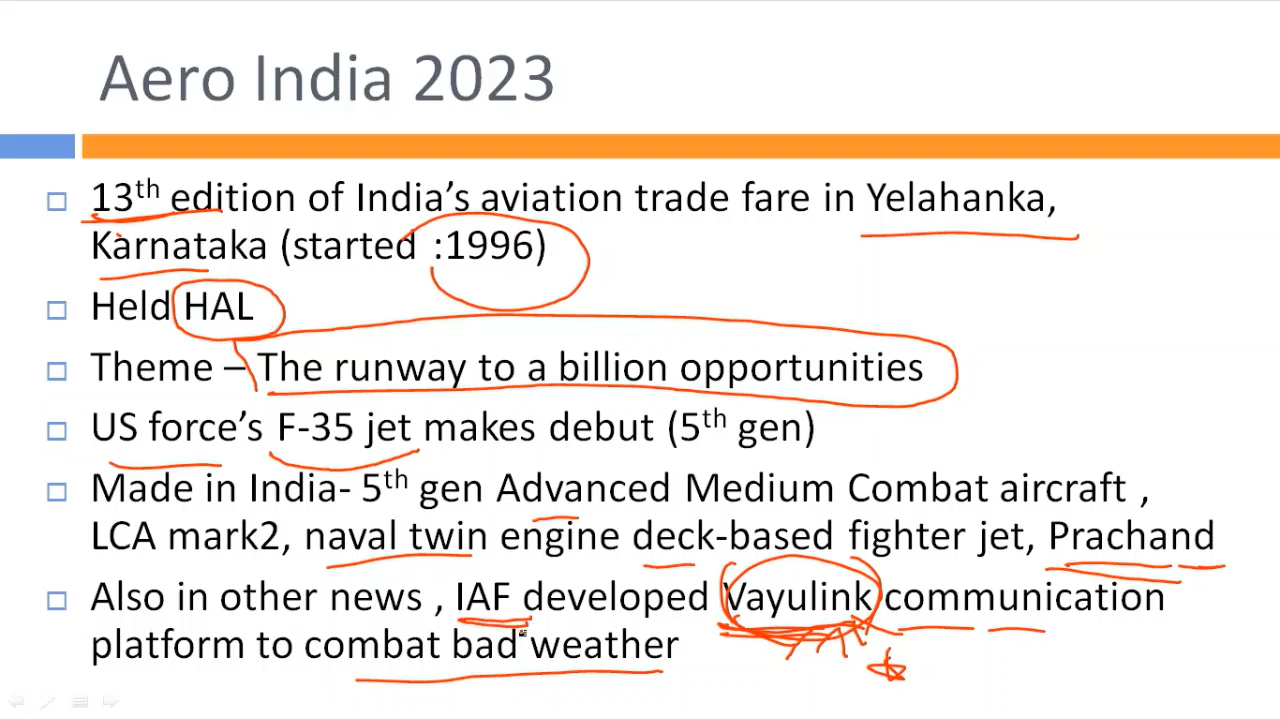 Aero India 2023
13th edition of India's aviation trade fare in Yelahanka,
Karnataka (started :1996)
Held HAL
Theme – The runway to a billion opportunities
US force's F-35 jet makes debut (5th gen)
Made in India- 5th gen Advanced Medium Combat aircraft ,
LCA mark2, naval twin engine deck-based fighter jet, Prachand
Also in other news , IAF developed Vayulink communication
platform to combat bad weather